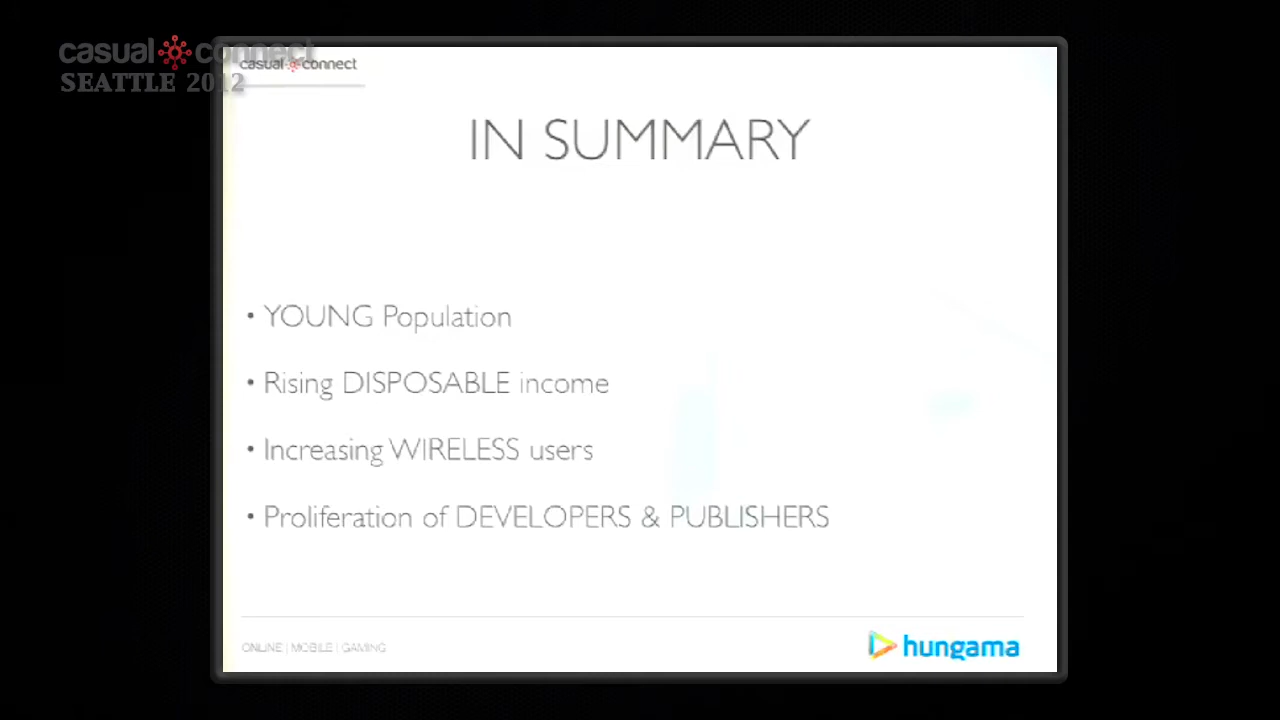 casual connect
SEATTLE 2012
casual connect
IN SUMMARY
• YOUNG Population
• Rising DISPOSABLE income
• Increasing WIRELESS users
• Proliferation of DEVELOPERS & PUBLISHERS
ONLINE | MOBILE | GAMING
hungama